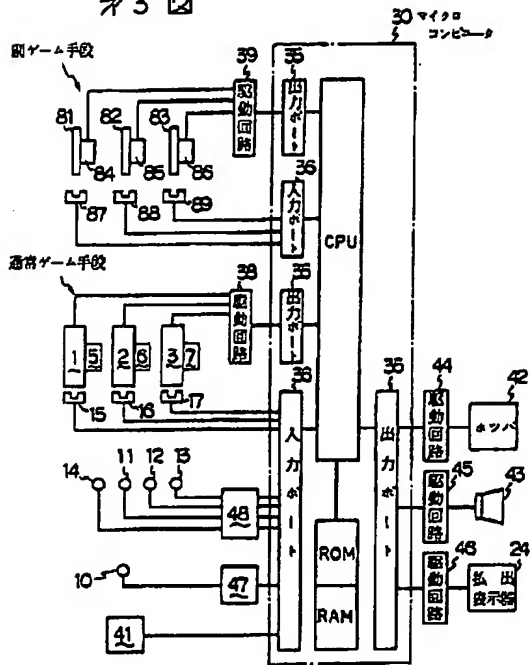 第3図
30 マイクロ
コンピュータ
副ゲーム手段
39
駆動回路
35
出力ポート
81 82 83
84 85 86
36
入力ポート
87 88 89
CPU
通常ゲーム手段
38
駆動回路
35
出力ポート
1 5 2 6 3 7
15 16 17
36
入力ポート
35
出力ポート
44
駆動回路
42
ホッパ
14 11 12 13
48
45
駆動回路
43
10
47
ROM
RAM
46
駆動回路
24
払出表示器
41